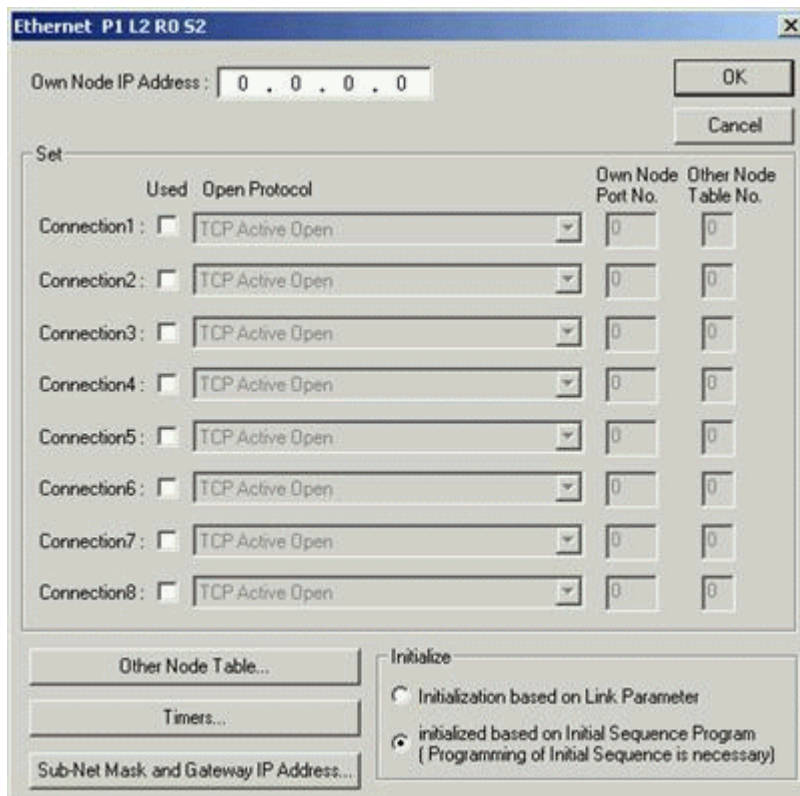 Ethernet P1 L2 R0 S2
Own Node IP Address : 0 . 0 . 0 . 0
OK
Cancel
Set
Used Open Protocol Own Node Port No. Other Node Table No.
Connection1 : TCP Active Open 0 0
Connection2 : TCP Active Open 0 0
Connection3 : TCP Active Open 0 0
Connection4 : TCP Active Open 0 0
Connection5 : TCP Active Open 0 0
Connection6 : TCP Active Open 0 0
Connection7 : TCP Active Open 0 0
Connection8 : TCP Active Open 0 0
Other Node Table...
Timers...
Sub-Net Mask and Gateway IP Address...
Initialize
Initialization based on Link Parameter
initialized based on Initial Sequence Program
( Programming of Initial Sequence is necessary)